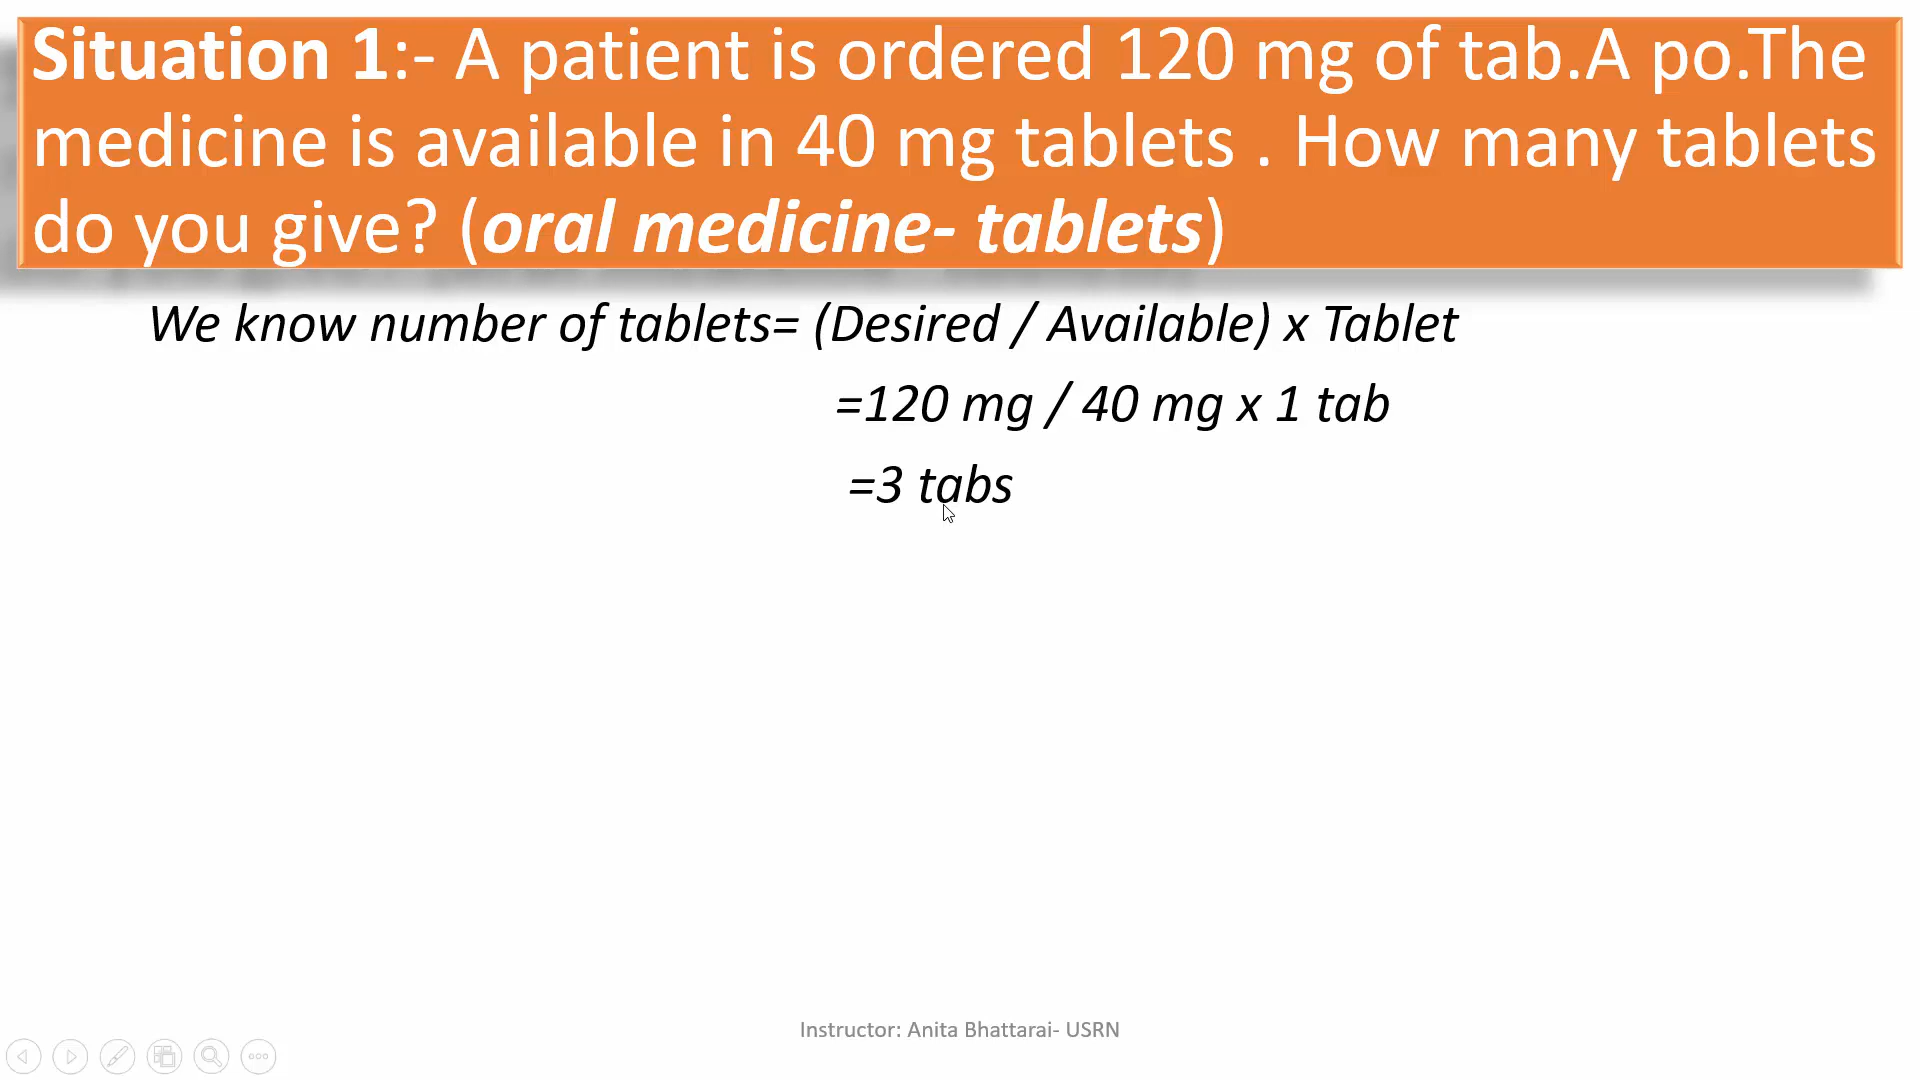 Situation 1:- A patient is ordered 120 mg of tab.A po.The
medicine is available in 40 mg tablets . How many tablets
do you give? (oral medicine- tablets)
We know number of tablets= (Desired / Available) x Tablet
=120 mg / 40 mg x 1 tab
=3 tabs
Instructor: Anita Bhattarai- USRN